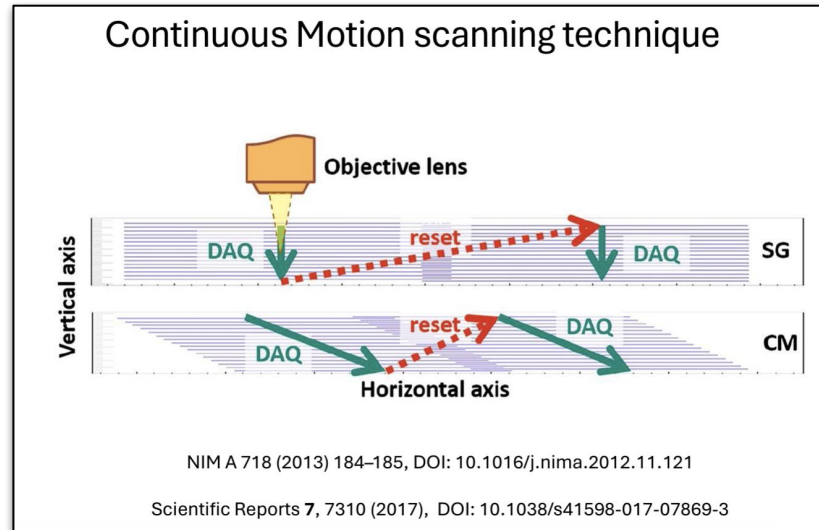 Continuous Motion scanning technique
Objective lens
Vertical axis
DAQ
reset
DAQ
SG
DAQ
reset
DAQ
CM
Horizontal axis
NIM A 718 (2013) 184–185, DOI: 10.1016/j.nima.2012.11.121
Scientific Reports 7, 7310 (2017), DOI: 10.1038/s41598-017-07869-3